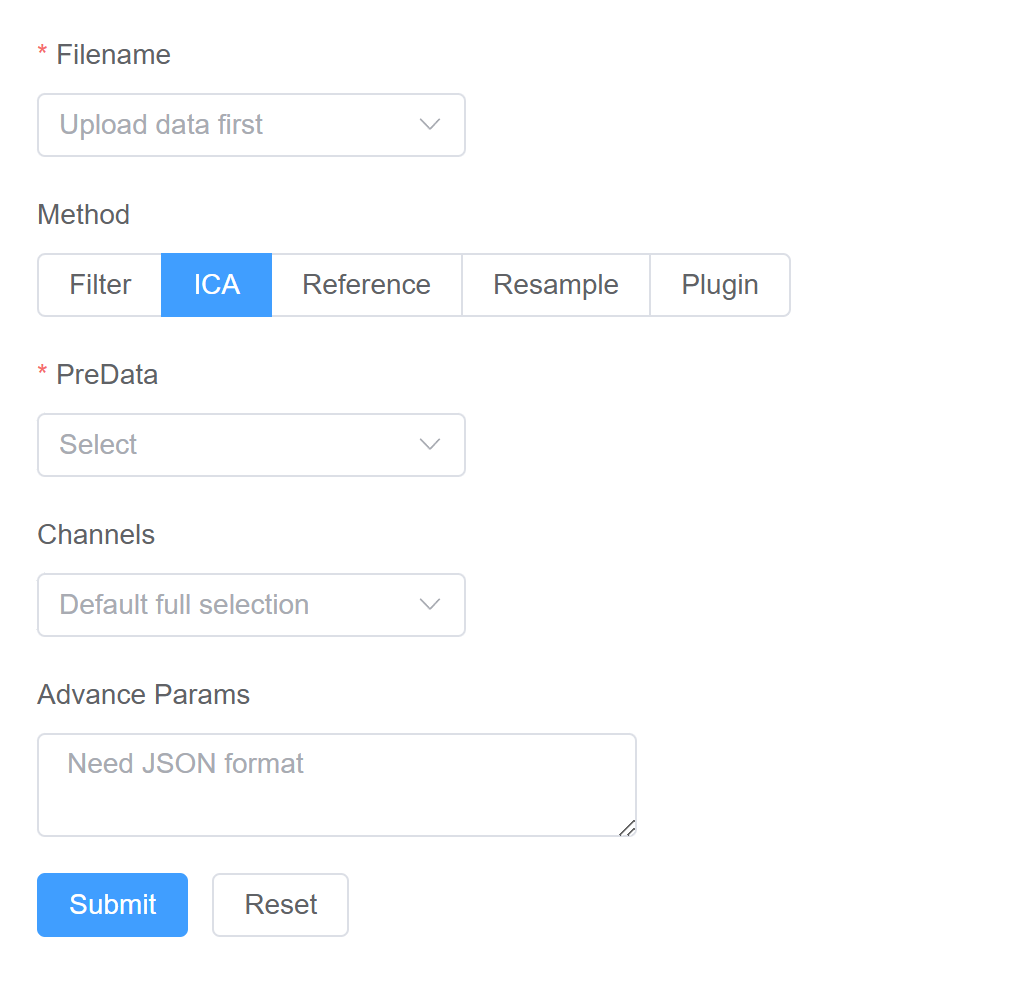 * Filename
Upload data first
Method
Filter ICA Reference Resample Plugin
* PreData
Select
Channels
Default full selection
Advance Params
Need JSON format
Submit Reset